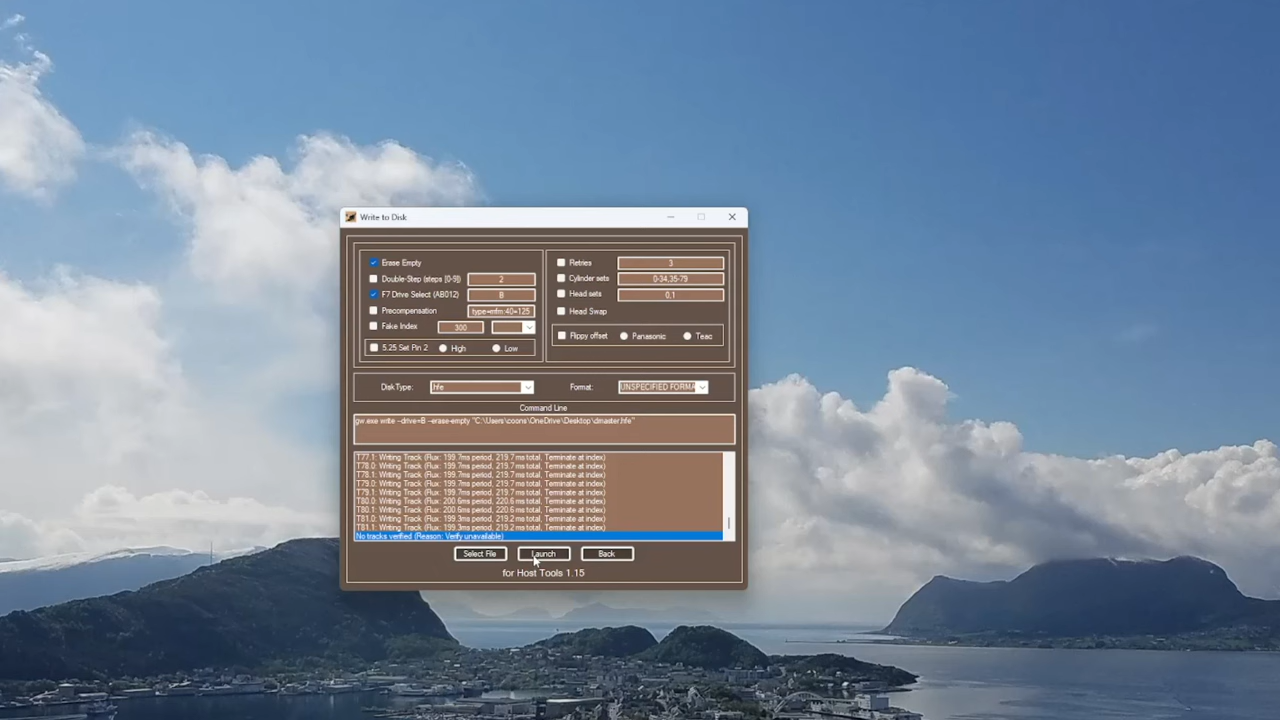 Write to Disk
Erase Empty
Double-Step (steps [0-9]) 2
F7 Drive Select (AB012) B
Precompensation type=mfm:40=125
Fake Index 300
5.25 Set Pin 2 High Low
Retries 3
Cylinder sets 0-34,35-79
Head sets 0,1
Head Swap
Flippy offset Panasonic Teac
Disk Type: .hfe Format: UNSPECIFIED FORMA
Command Line
gw.exe write --drive=B --erase-empty "C:\Users\coons\OneDrive\Desktop\dmaster.hfe"
T77.1: Writing Track (Flux: 199.7ms period, 219.7 ms total, Terminate at index)
T78.0: Writing Track (Flux: 199.7ms period, 219.7 ms total, Terminate at index)
T78.1: Writing Track (Flux: 199.7ms period, 219.7 ms total, Terminate at index)
T79.0: Writing Track (Flux: 199.7ms period, 219.7 ms total, Terminate at index)
T79.1: Writing Track (Flux: 199.7ms period, 219.7 ms total, Terminate at index)
T80.0: Writing Track (Flux: 200.6ms period, 220.6 ms total, Terminate at index)
T80.1: Writing Track (Flux: 200.6ms period, 220.6 ms total, Terminate at index)
T81.0: Writing Track (Flux: 199.3ms period, 219.2 ms total, Terminate at index)
T81.1: Writing Track (Flux: 199.3ms period, 219.2 ms total, Terminate at index)
No tracks verified (Reason: Verify unavailable)
Select File Launch Back
for Host Tools 1.15